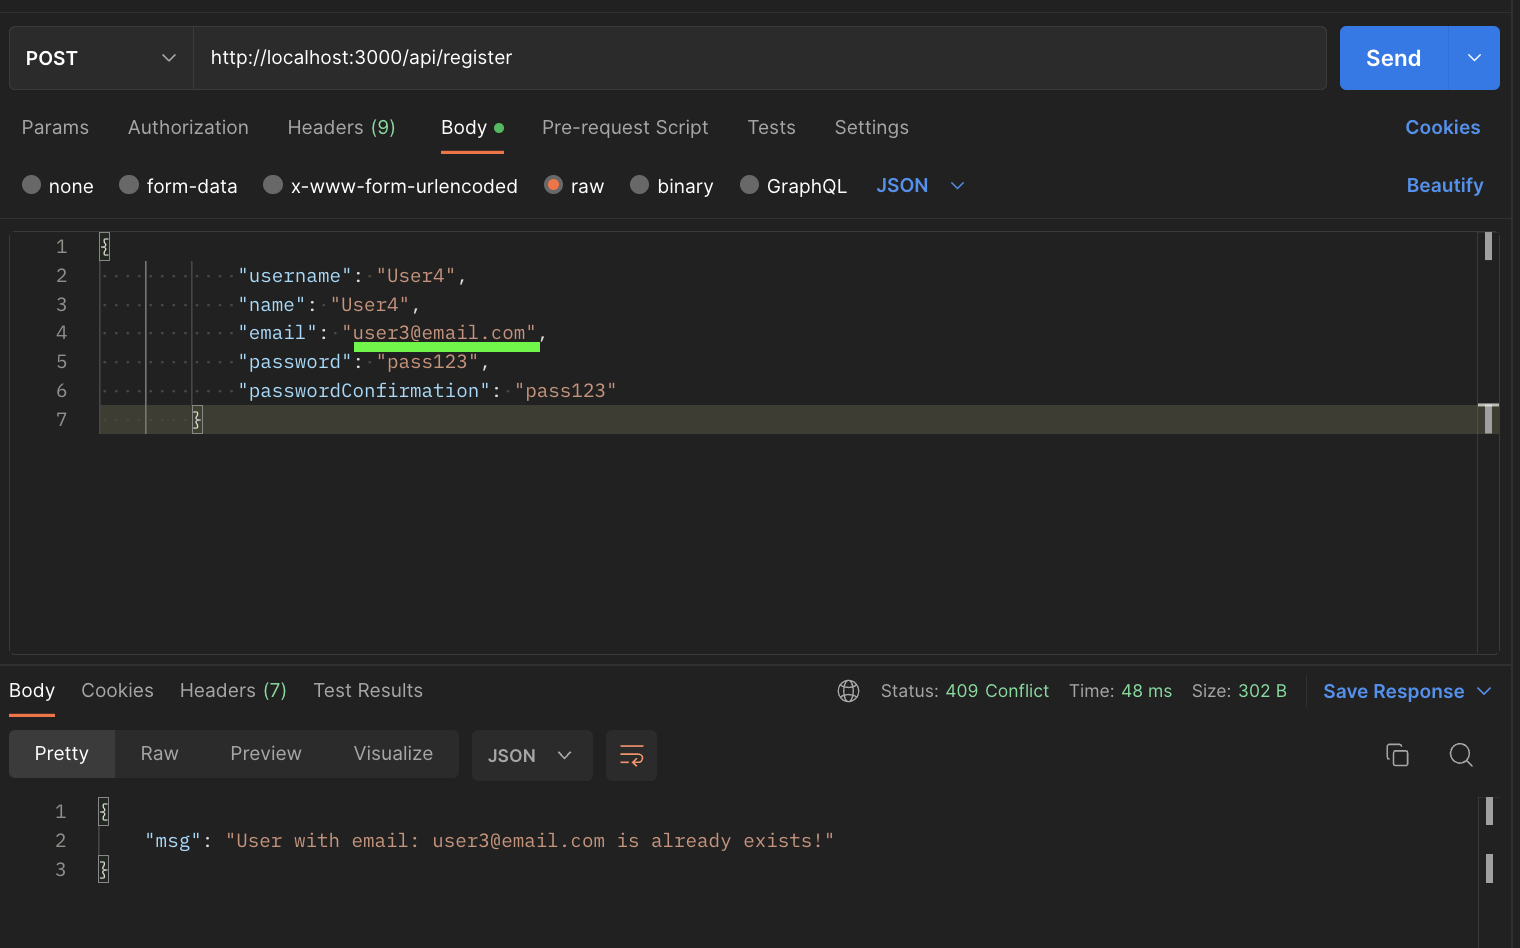 POST http://localhost:3000/api/register Send
Params Authorization Headers (9) Body Pre-request Script Tests Settings Cookies
none form-data x-www-form-urlencoded raw binary GraphQL JSON Beautify
1 {
2 "username": "User4",
3 "name": "User4",
4 "email": "user3@email.com",
5 "password": "pass123",
6 "passwordConfirmation": "pass123"
7 }
Body Cookies Headers (7) Test Results Status: 409 Conflict Time: 48 ms Size: 302 B Save Response
Pretty Raw Preview Visualize JSON
1 {
2 "msg": "User with email: user3@email.com is already exists!"
3 }